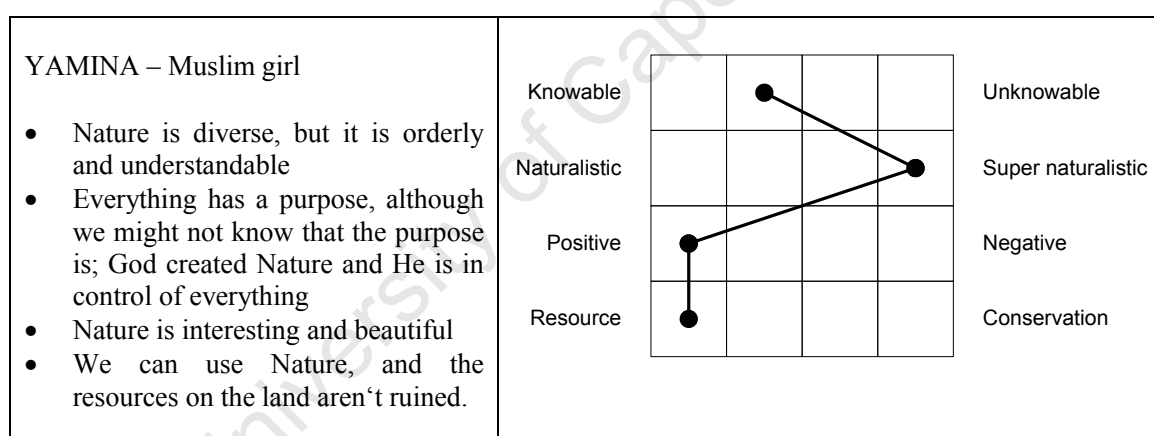 YAMINA – Muslim girl
• Nature is diverse, but it is orderly
and understandable
• Everything has a purpose, although
we might not know that the purpose
is; God created Nature and He is in
control of everything
• Nature is interesting and beautiful
• We can use Nature, and the
resources on the land aren‘t ruined.
Knowable Unknowable
Naturalistic Super naturalistic
Positive Negative
Resource Conservation
University of Cape